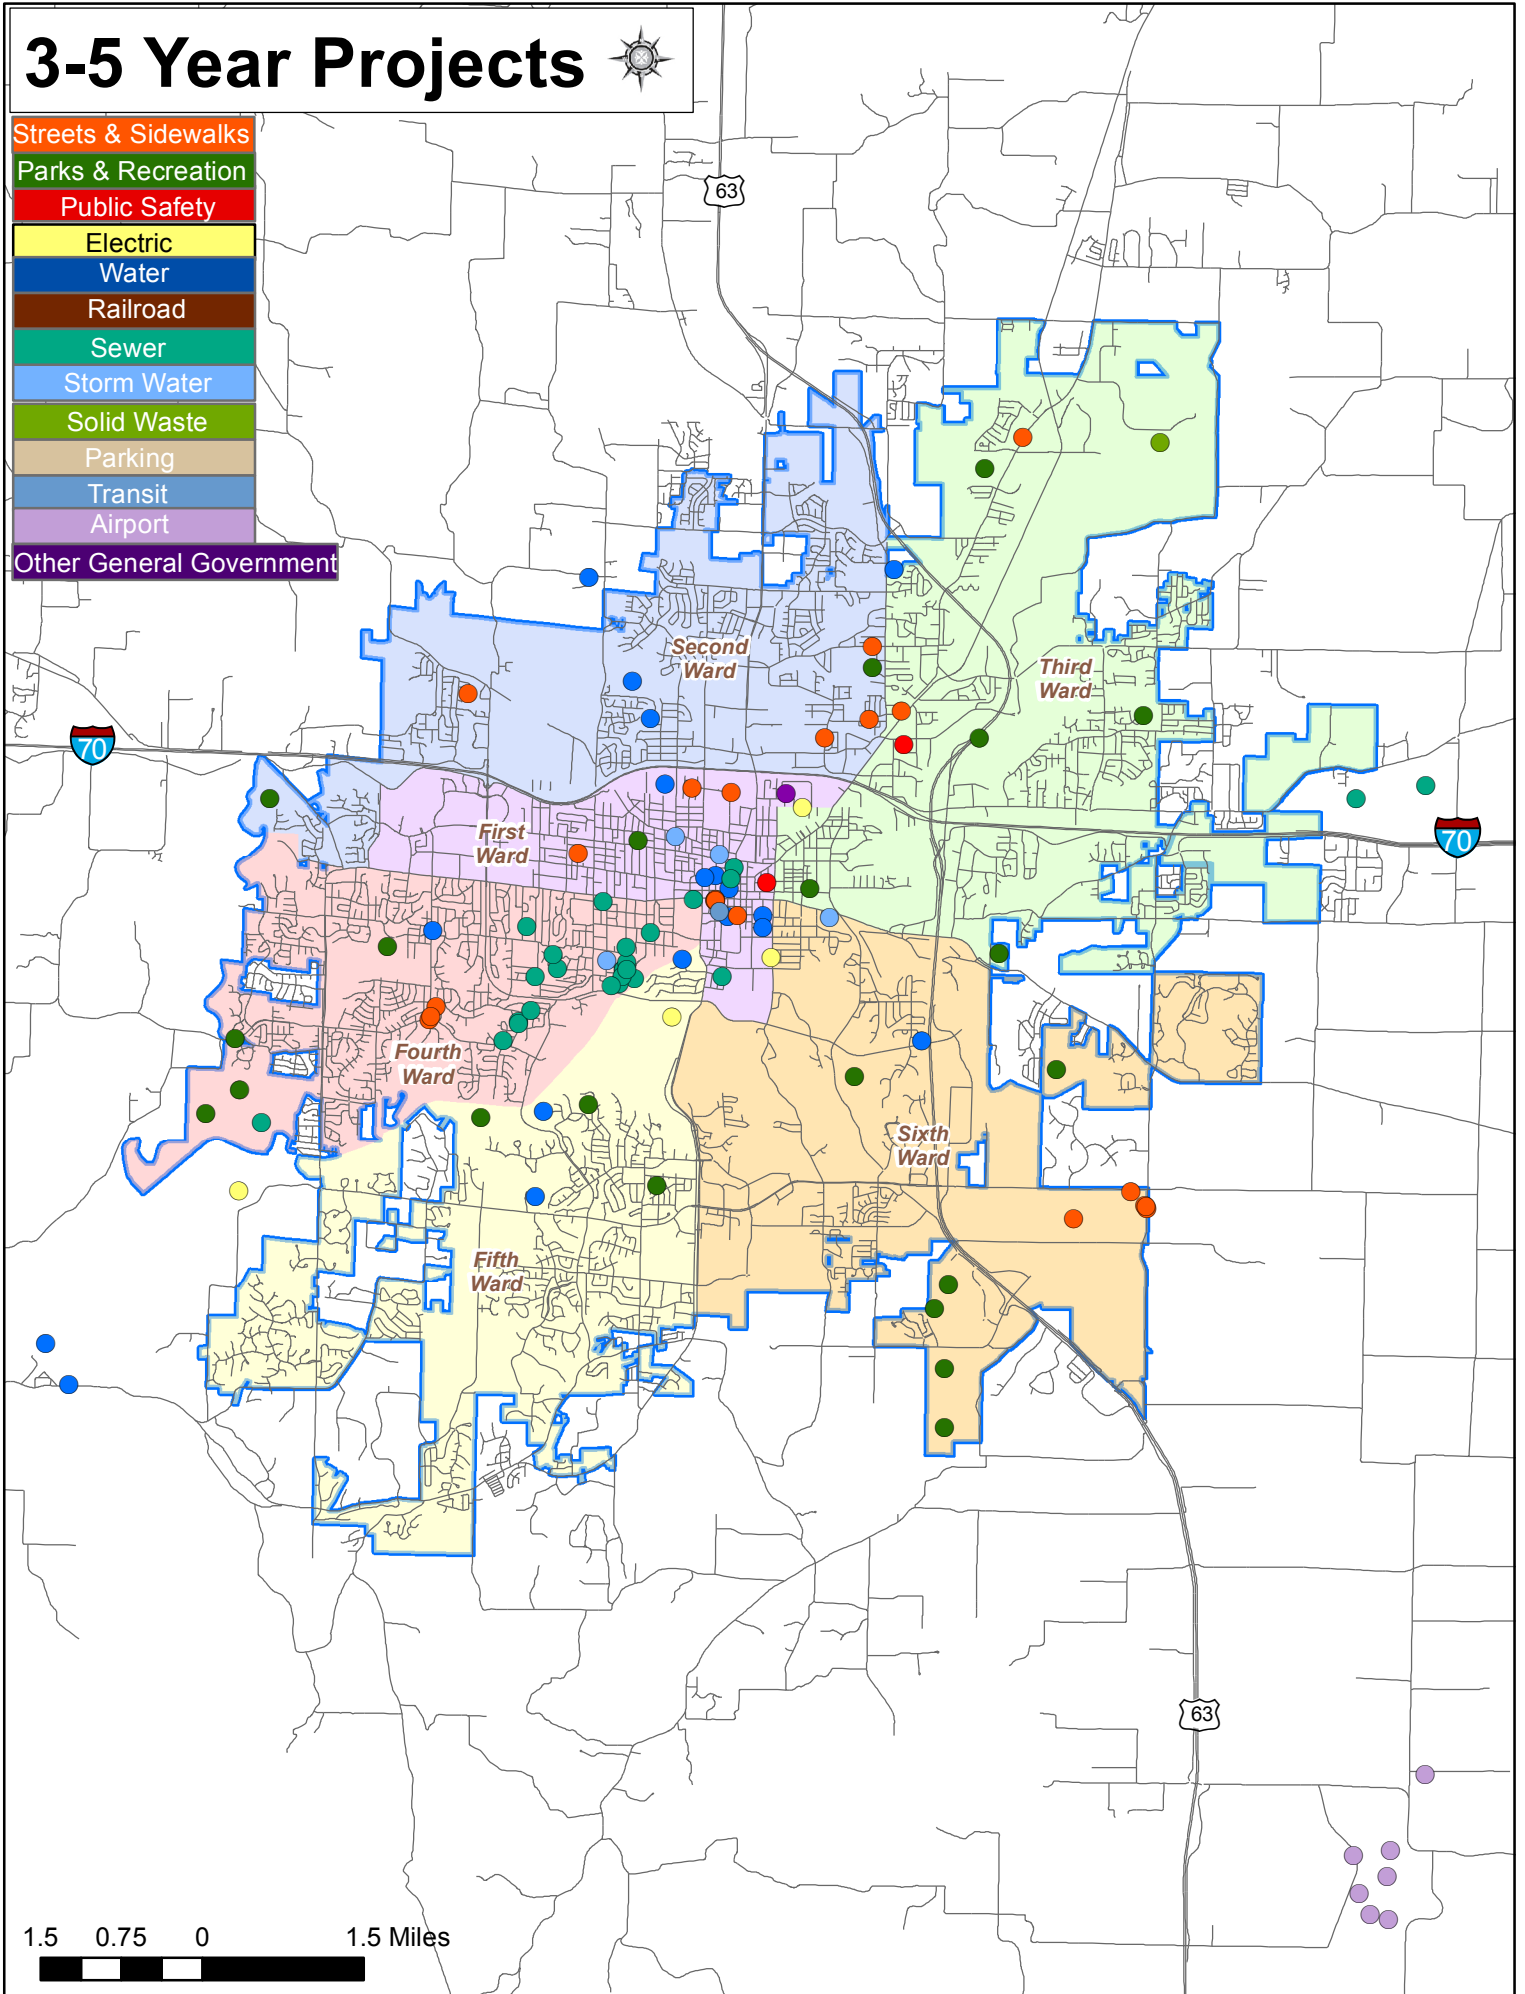 3-5 Year Projects
Streets & Sidewalks
Parks & Recreation
Public Safety
Electric
Water
Railroad
Sewer
Storm Water
Solid Waste
Parking
Transit
Airport
Other General Government
63
Second
Ward
Third
Ward
70
First
Ward
70
Fourth
Ward
Sixth
Ward
Fifth
Ward
63
1.5 0.75 0 1.5 Miles